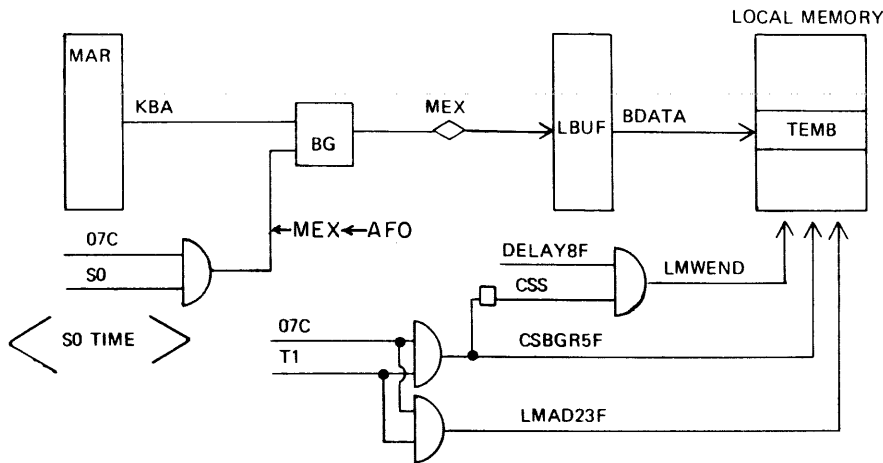 LOCAL MEMORY
MAR
KBA
MEX
BDATA
BG
LBUF
TEMB
←MEX←AFO
07C
S0
DELAY8F
CSS
LMWEND
S0 TIME
07C
T1
CSBGR5F
LMAD23F